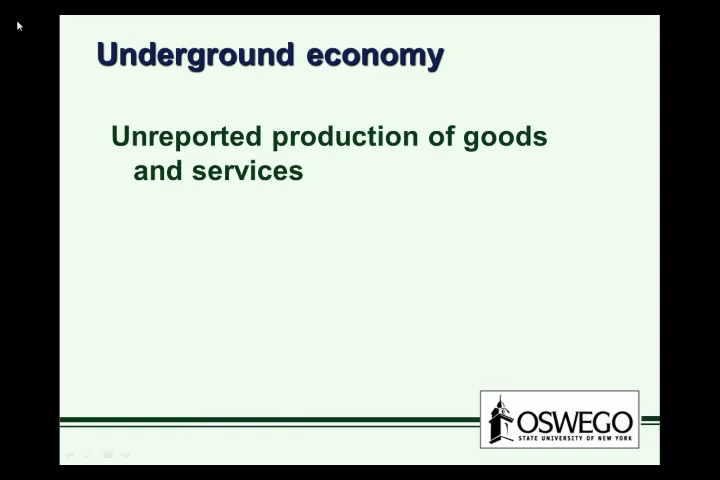 Underground economy
Unreported production of goods
and services
OSWEGO
STATE UNIVERSITY OF NEW YORK